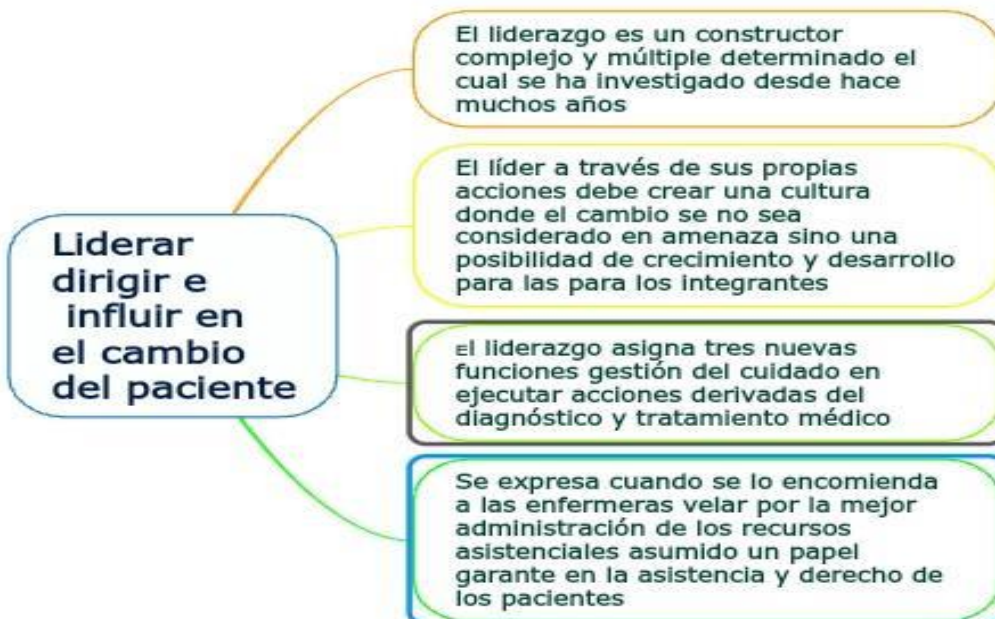 Liderar
dirigir e
influir en
el cambio
del paciente
El liderazgo es un constructor
complejo y múltiple determinado el
cual se ha investigado desde hace
muchos años
El líder a través de sus propias
acciones debe crear una cultura
donde el cambio se no sea
considerado en amenaza sino una
posibilidad de crecimiento y desarrollo
para las para los integrantes
El liderazgo asigna tres nuevas
funciones gestión del cuidado en
ejecutar acciones derivadas del
diagnóstico y tratamiento médico
Se expresa cuando se lo encomienda
a las enfermeras velar por la mejor
administración de los recursos
asistenciales asumido un papel
garante en la asistencia y derecho de
los pacientes